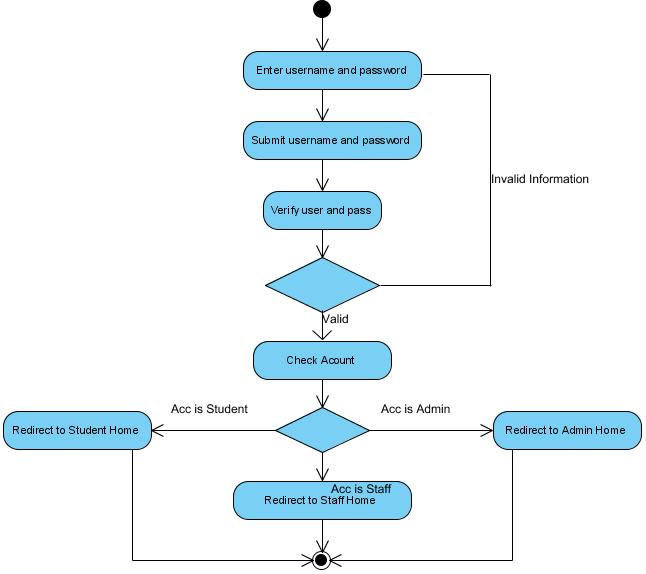 Enter username and password
Submit username and password
Invalid Information
Verify user and pass
Valid
Check Acount
Acc is Student
Acc is Admin
Redirect to Student Home
Redirect to Admin Home
Acc is Staff
Redirect to Staff Home